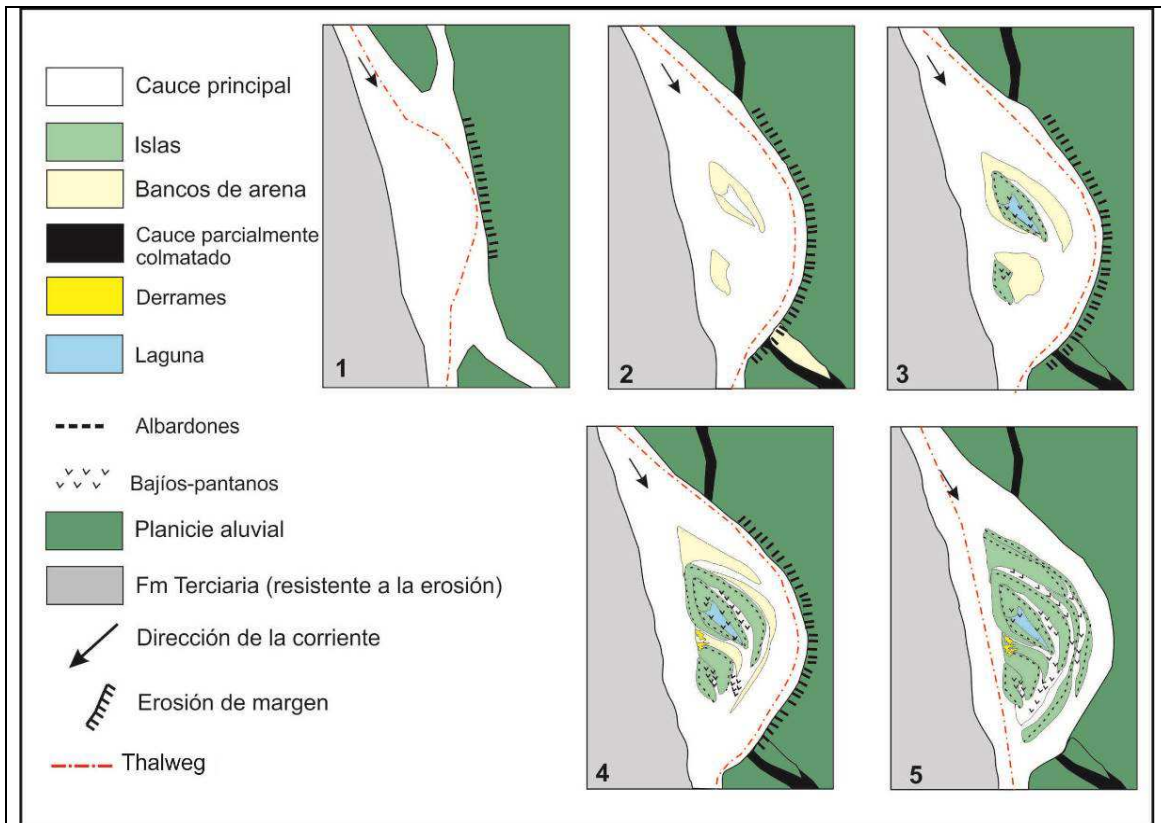 Cauce principal
Islas
Bancos de arena
Cauce parcialmente
colmatado
Derrames
Laguna
Albardones
Bajíos-pantanos
Planicie aluvial
Fm Terciaria (resistente a la erosión)
Dirección de la corriente
Erosión de margen
Thalweg
1
2
3
4
5